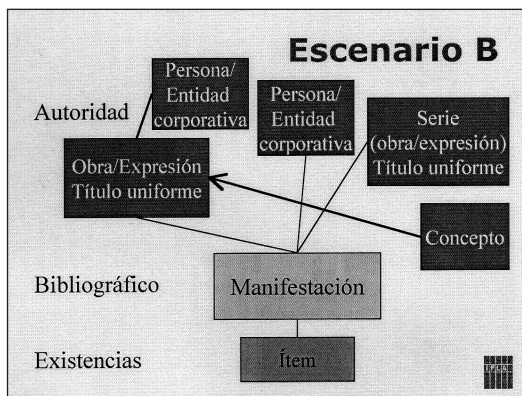 Escenario B
Persona/
Entidad
corporativa
Persona/
Entidad
corporativa
Autoridad
Serie
(obra/expresión)
Título uniforme
Obra/Expresión
Título uniforme
Concepto
Bibliográfico
Manifestación
Existencias
Ítem
IFLA